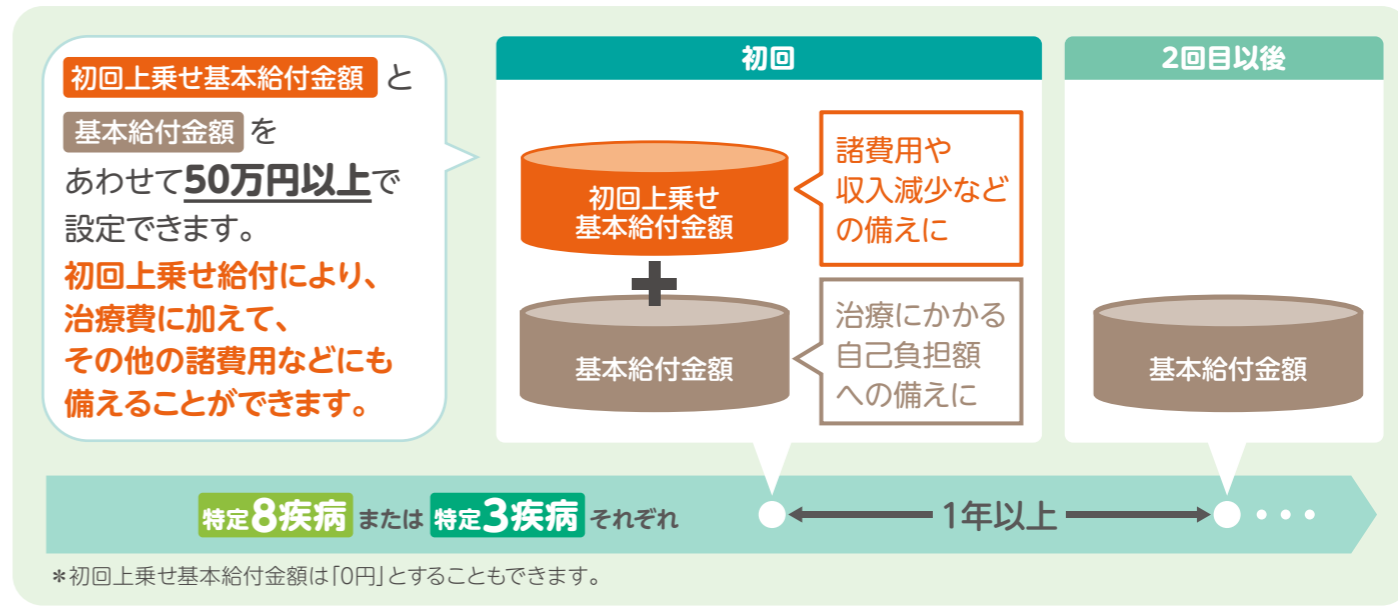 初回上乗せ基本給付金額 と
基本給付金額 を
あわせて50万円以上で
設定できます。
初回上乗せ給付により、
治療費に加えて、
その他の諸費用などにも
備えることができます。
初回
初回上乗せ
基本給付金額
諸費用や
収入減少など
の備えに
+
基本給付金額
治療にかかる
自己負担額
への備えに
2回目以後
基本給付金額
特定8疾病 または 特定3疾病 それぞれ
1年以上
*初回上乗せ基本給付金額は「0円」とすることもできます。